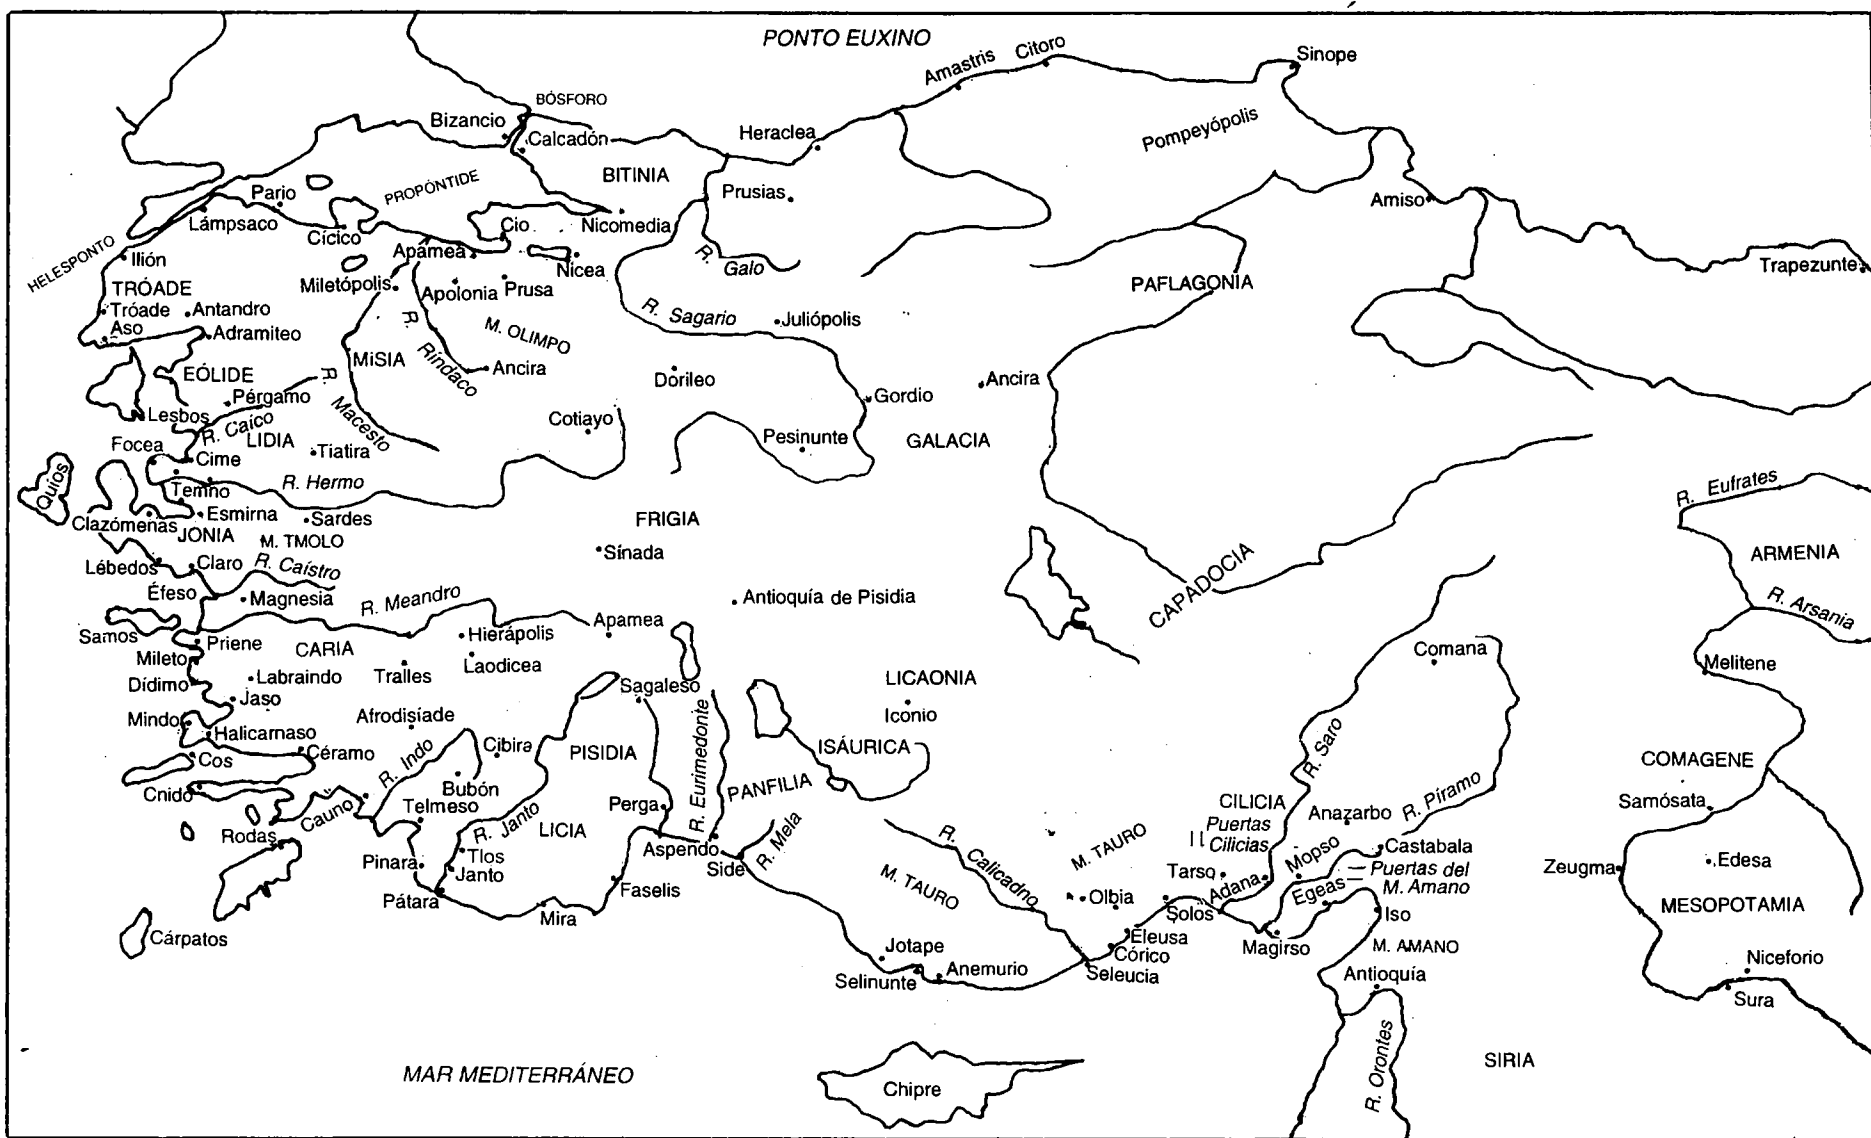 PONTO EUXINO
Amastris
Citoro
Sinope
BÓSFORO
Bizancio
Calcadón
Heraclea
Pompeyópolis
BITINIA
Prusias
Amiso
PROPÓNTIDE
Pario
Lámpsaco
Cícico
Cio
Nicomedia
Apamea
Nicea
R. Galo
HELESPONTO
Ilión
TRÓADE
Miletópolis
Apolonia
Prusa
PAFLAGONIA
Trapezunte
Tróade
Antandro
Aso
Adramiteo
R. Ríndaco
M. OLIMPO
R. Sagario
Juliópolis
MiSIA
Ancira
Dorileo
Ancira
EÓLIDE
Pérgamo
R. Macesto
Lesbos
R. Caíco
LIDIA
Cotiayo
Gordio
Pesinunte
GALACIA
Focea
Cime
Tiatira
Quios
Temno
R. Hermo
R. Eufrates
Clazómenas
Esmirna
Sardes
JONIA
M. TMOLO
FRIGIA
Sínada
ARMENIA
Lébedos
Claro
R. Caístro
CAPADOCIA
Éfeso
Magnesia
R. Meandro
Antioquía de Pisidia
R. Arsania
Samos
Priene
CARIA
Hierápolis
Apamea
Mileto
Laodicea
Comana
Melitene
Dídimo
Labraindo
Tralles
Sagaleso
LICAONIA
Jaso
Iconio
Mindo
Halicarnaso
Afrodisíade
R. Eurimedonte
R. Saro
Cos
Céramo
R. Indo
Cibira
PISIDIA
ISÁURICA
COMAGENE
Cnido
Cauno
Bubón
PANFILIA
CILICIA
Anazarbo
R. Píramo
Samósata
Telmeso
R. Janto
LICIA
Perga
Puertas
Cilicias
Rodas
Aspendo
R. Mela
R. Calicadno
M. TAURO
Mopso
Castabala
Pinara
Tlos
Janto
Side
M. TAURO
Tarso
Adana
Puertas del
M. Amano
Zeugma
Edesa
Pátara
Faselis
Olbia
Egeas
Mira
Solos
Iso
MESOPOTAMIA
Cárpatos
Eleusa
Córico
Magirso
M. AMANO
Jotape
Selinunte
Anemurio
Seleucia
Antioquía
Niceforio
Sura
R. Orontes
MAR MEDITERRÁNEO
Chipre
SIRIA